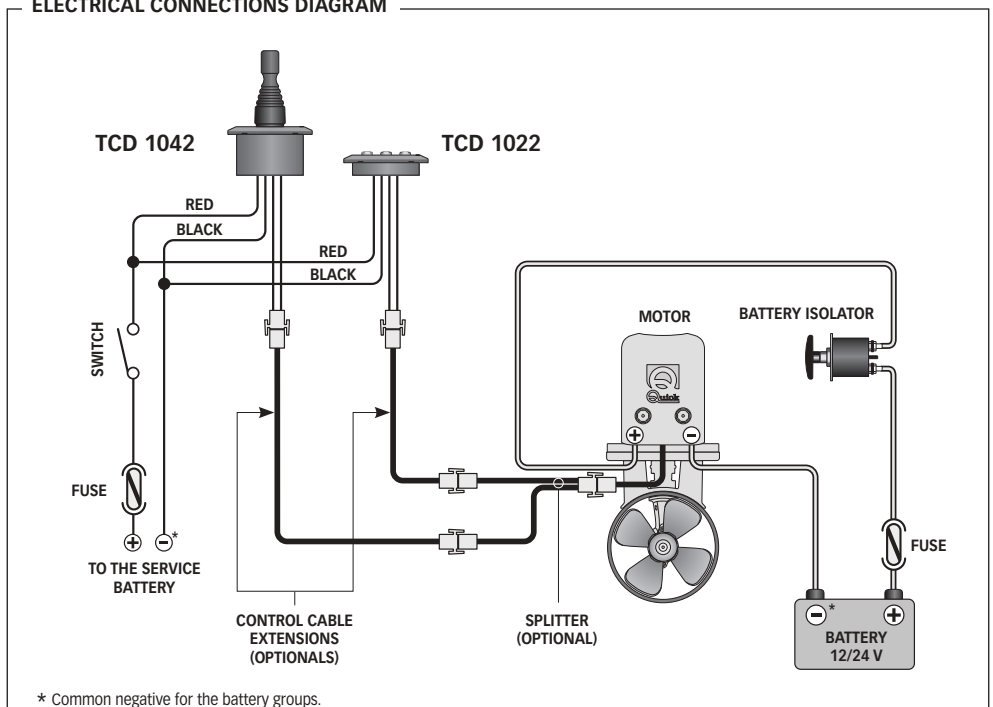 ELECTRICAL CONNECTIONS DIAGRAM
TCD 1042
TCD 1022
RED
BLACK
RED
BLACK
SWITCH
FUSE
+
−*
TO THE SERVICE
BATTERY
CONTROL CABLE
EXTENSIONS
(OPTIONALS)
SPLITTER
(OPTIONAL)
MOTOR
Quick
+
−
BATTERY ISOLATOR
FUSE
−*
+
BATTERY
12/24 V
* Common negative for the battery groups.